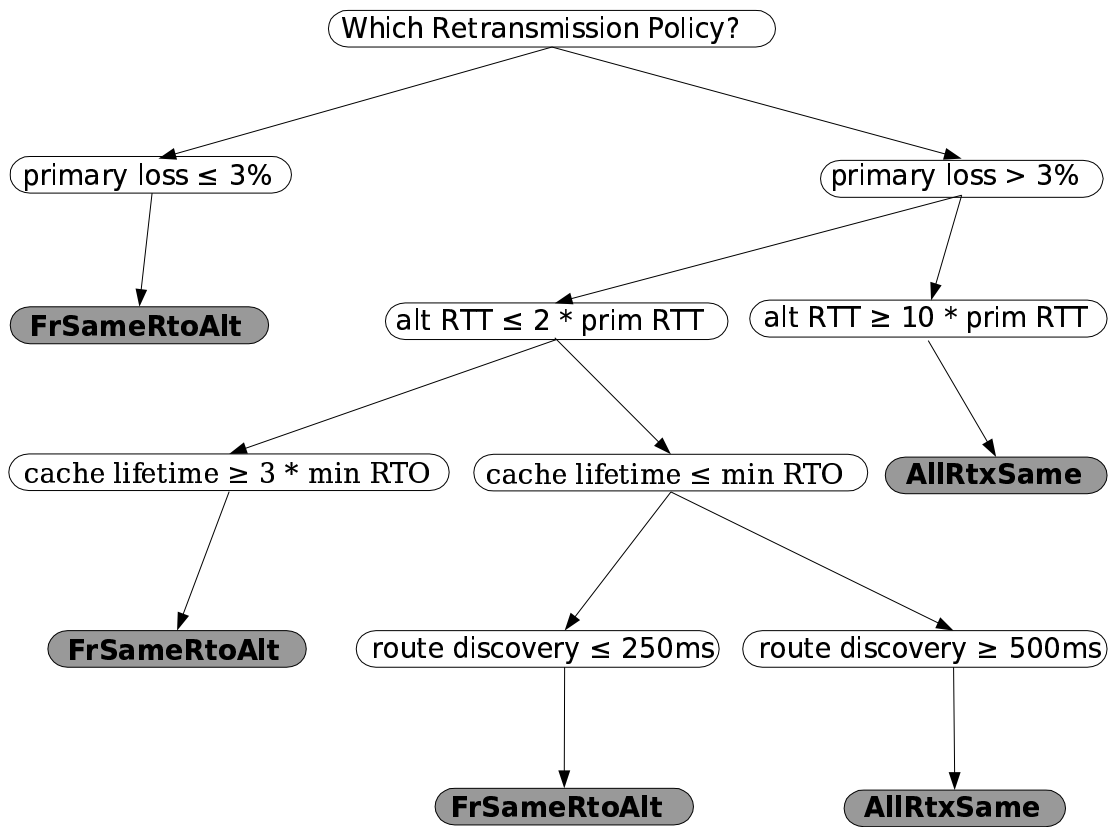 Which Retransmission Policy?
primary loss ≤ 3%
primary loss > 3%
FrSameRtoAlt
alt RTT ≤ 2 * prim RTT
alt RTT ≥ 10 * prim RTT
cache lifetime ≥ 3 * min RTO
cache lifetime ≤ min RTO
AllRtxSame
FrSameRtoAlt
route discovery ≤ 250ms
route discovery ≥ 500ms
FrSameRtoAlt
AllRtxSame